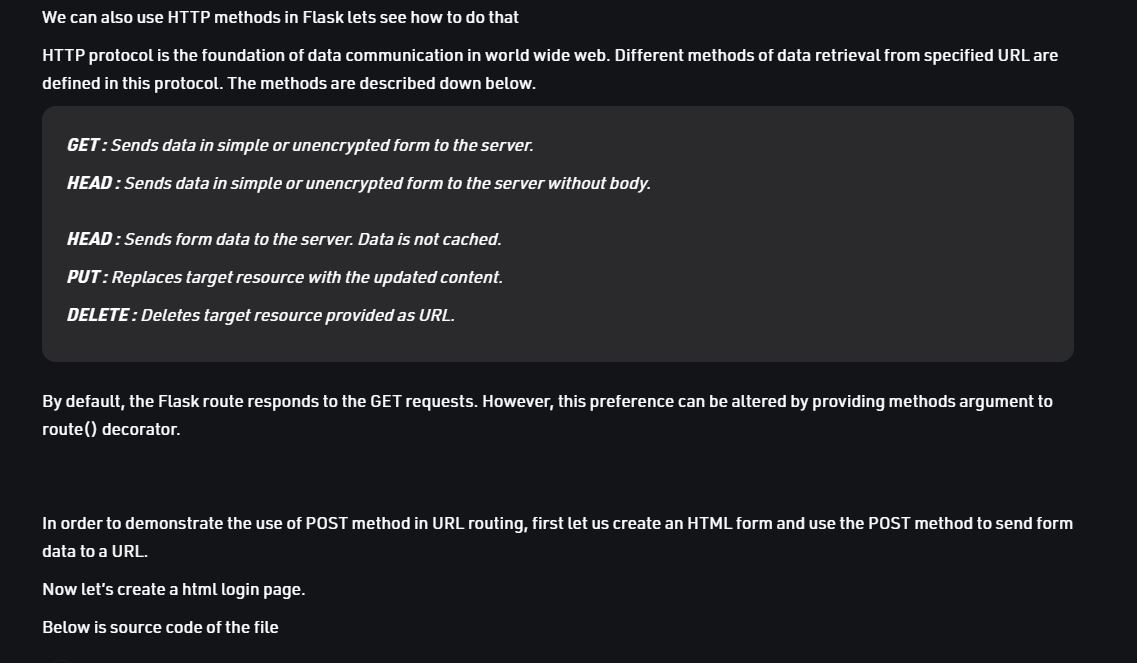 We can also use HTTP methods in Flask lets see how to do that
HTTP protocol is the foundation of data communication in world wide web. Different methods of data retrieval from specified URL are
defined in this protocol. The methods are described down below.
GET : Sends data in simple or unencrypted form to the server.
HEAD : Sends data in simple or unencrypted form to the server without body.
HEAD : Sends form data to the server. Data is not cached.
PUT : Replaces target resource with the updated content.
DELETE : Deletes target resource provided as URL.
By default, the Flask route responds to the GET requests. However, this preference can be altered by providing methods argument to
route() decorator.
In order to demonstrate the use of POST method in URL routing, first let us create an HTML form and use the POST method to send form
data to a URL.
Now let's create a html login page.
Below is source code of the file